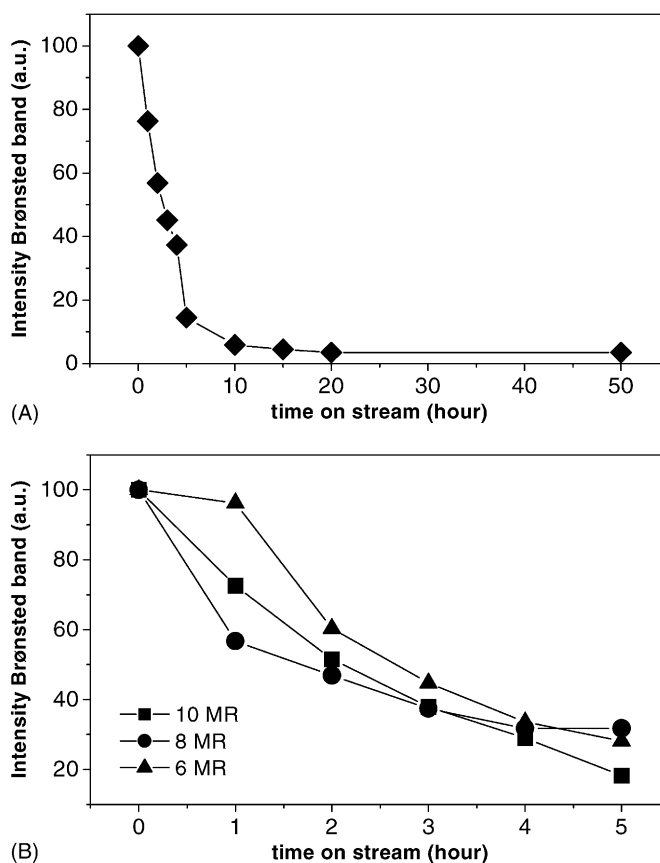 Intensity Brønsted band (a.u.)
100
80
60
40
20
0
0 10 20 30 40 50
time on stream (hour)
(A)
Intensity Brønsted band (a.u.)
100
80
60
40
20
10 MR
8 MR
6 MR
0 1 2 3 4 5
time on stream (hour)
(B)